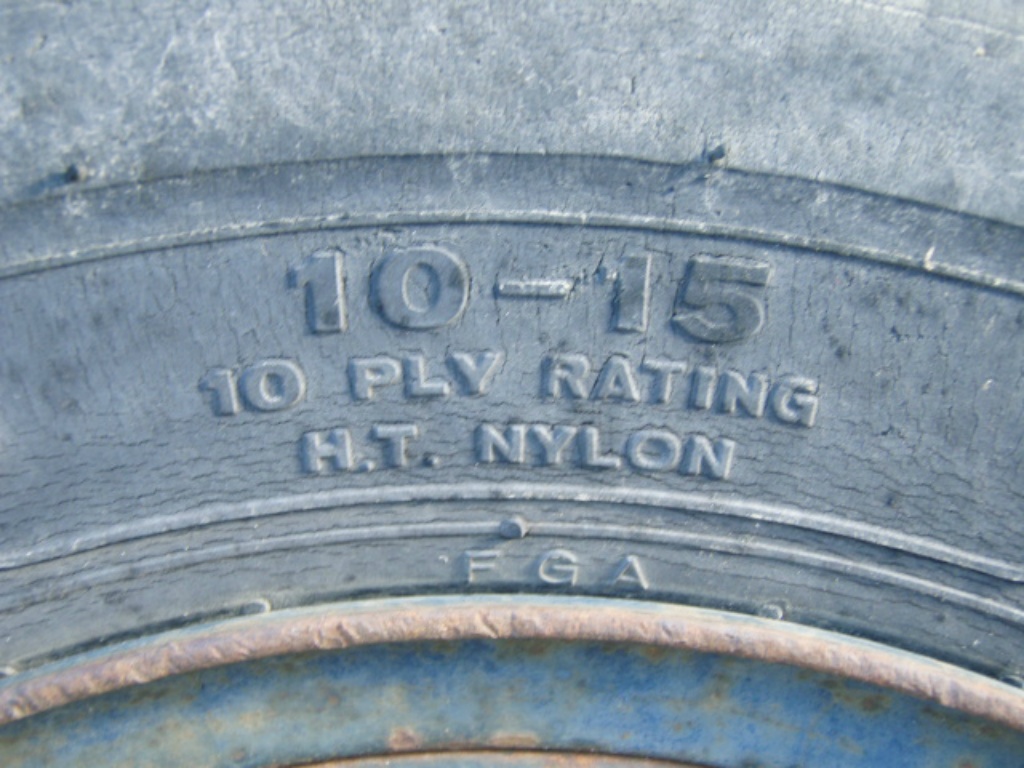 10-15
10 PLY RATING
H.T. NYLON
FGA